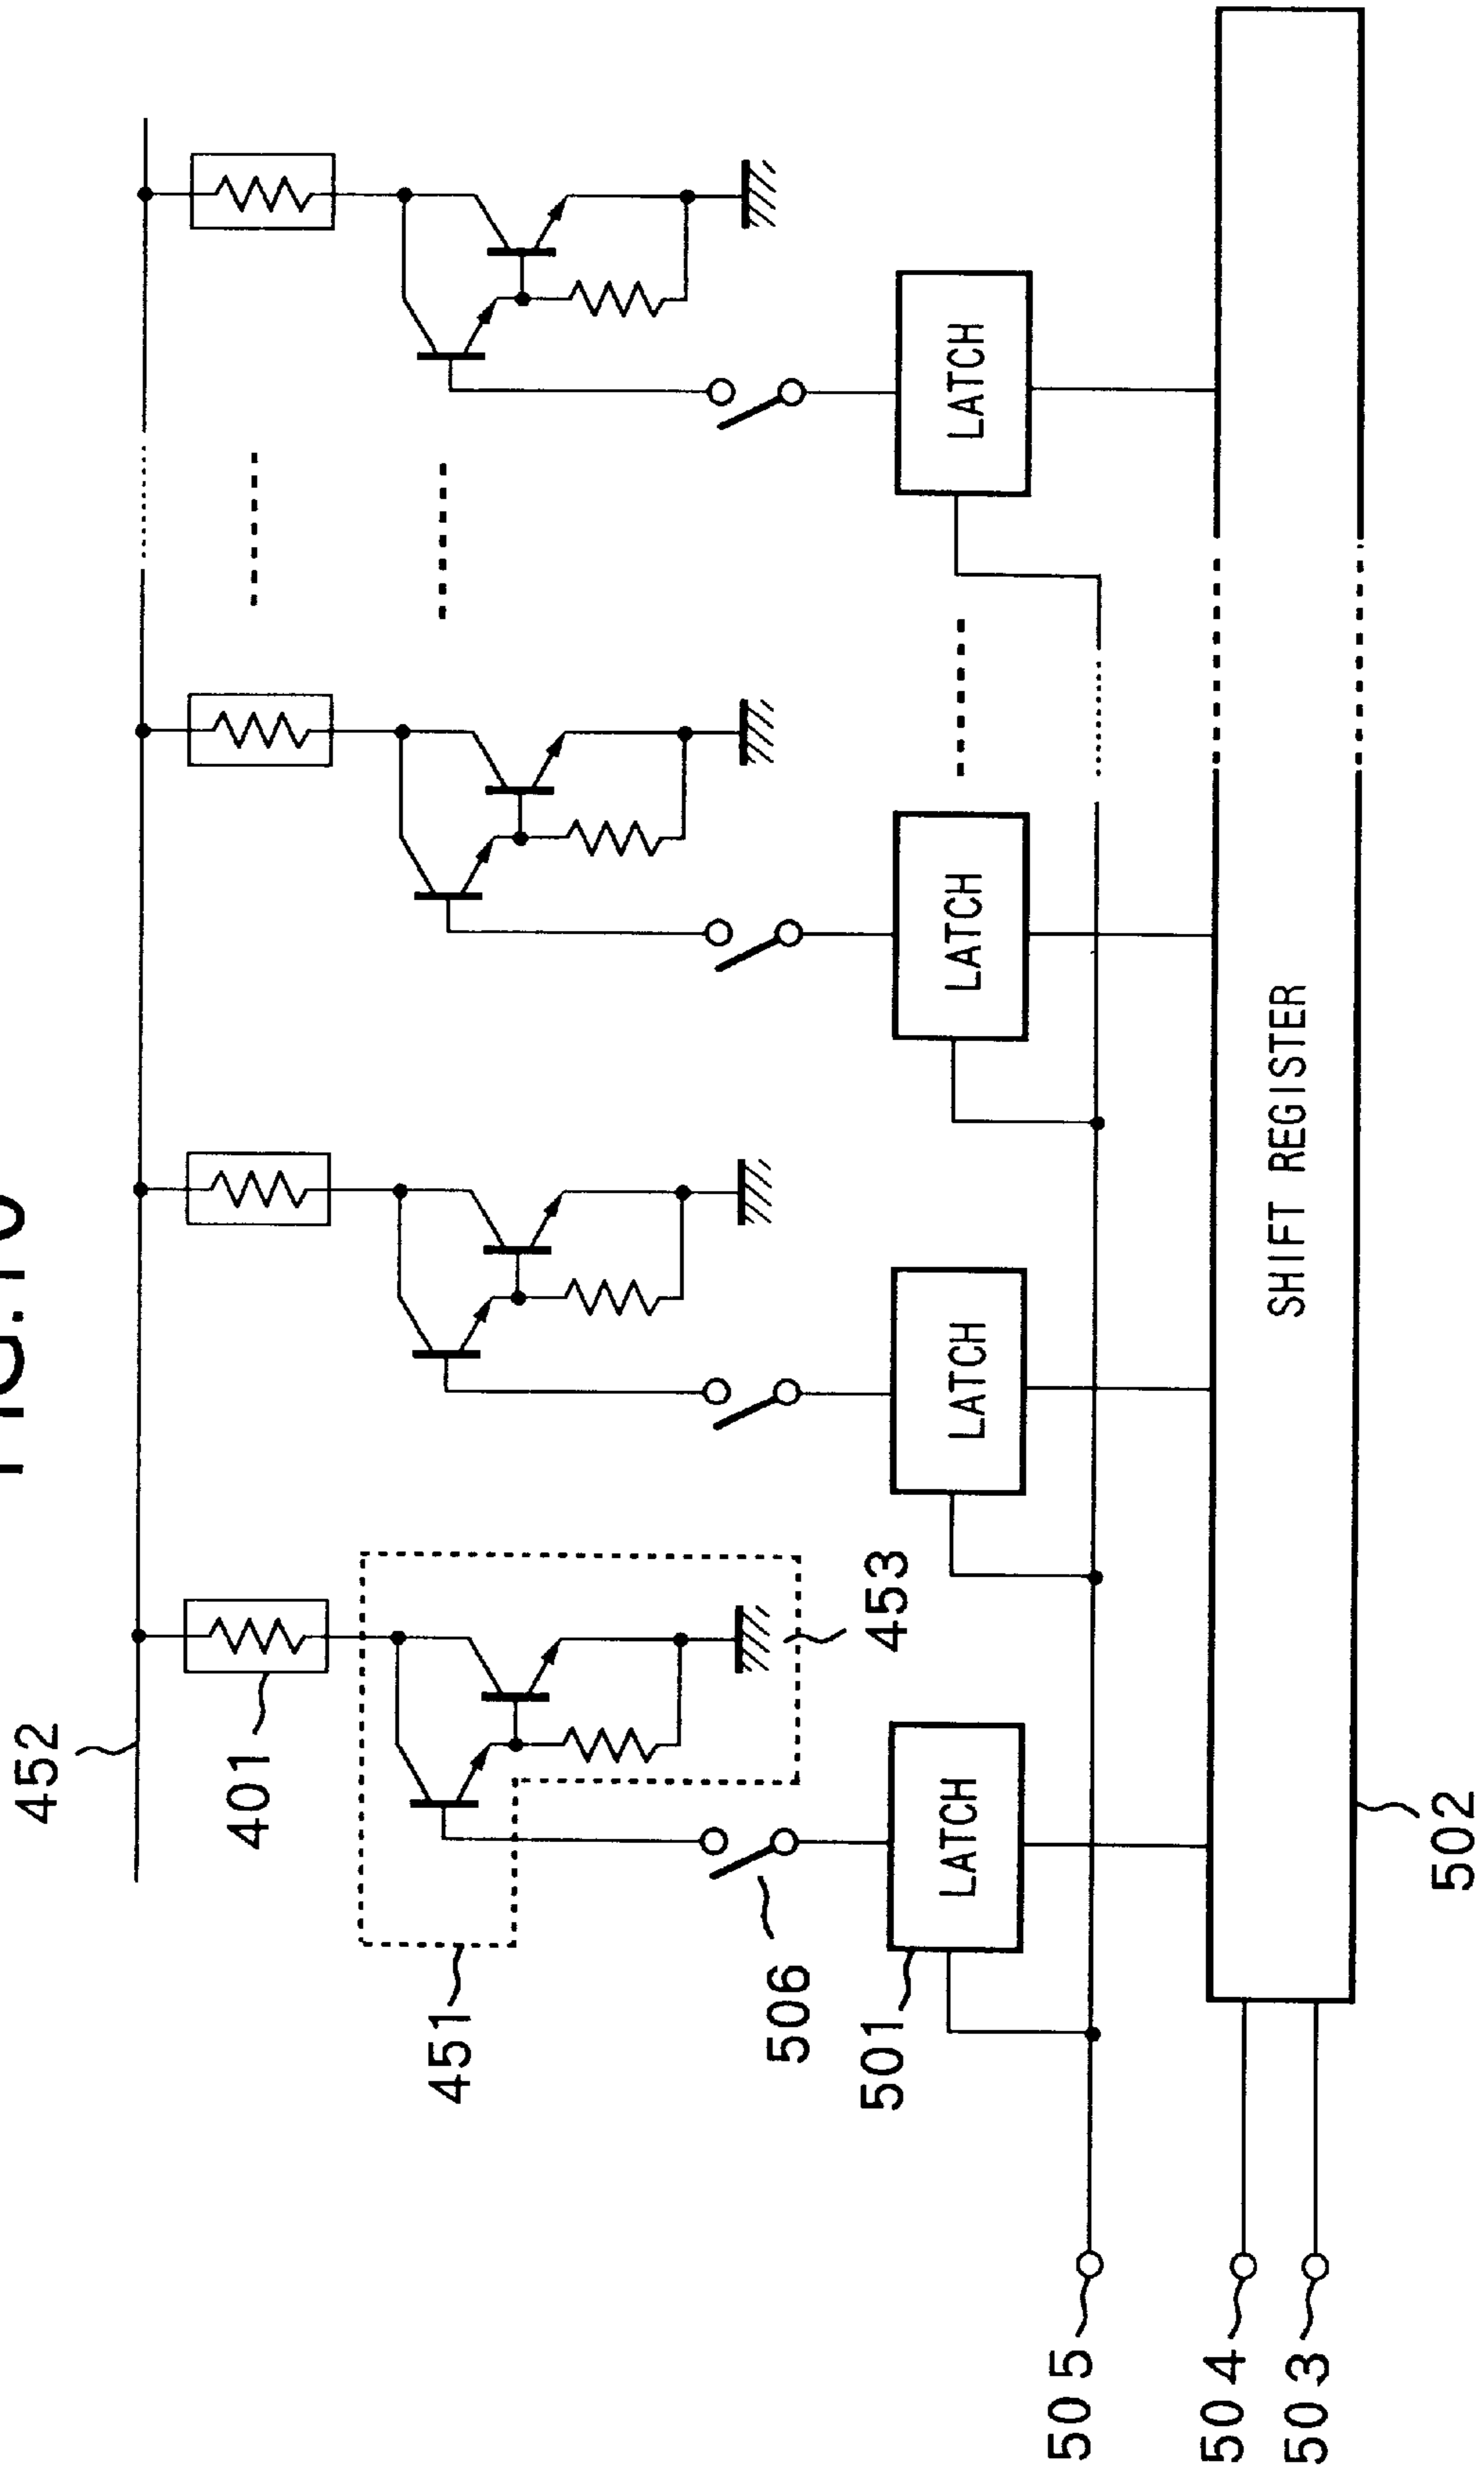 452
401
451
453
506
501
LATCH
LATCH
LATCH
LATCH
505
504
SHIFT REGISTER
503
502